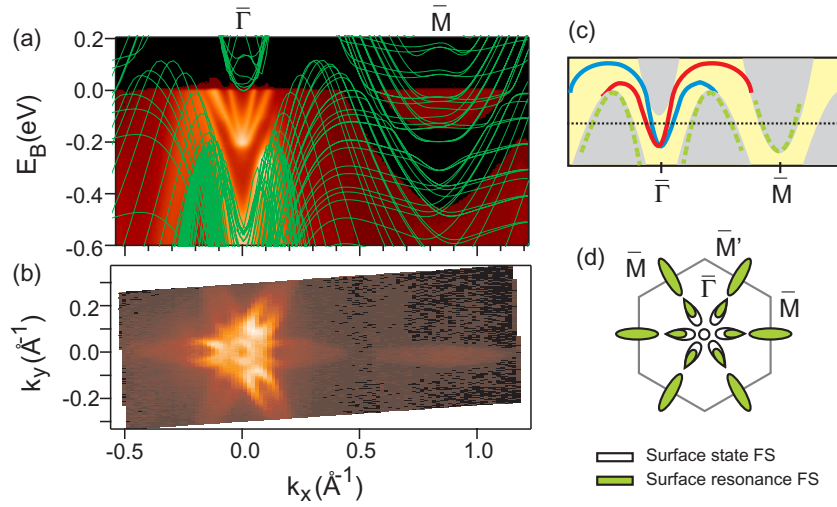 (a)
Γ̅
M̅
E_B(eV)
0.2
0.0
-0.2
-0.4
-0.6
(b)
k_y(Å⁻¹)
0.2
0.0
-0.2
-0.5
0.0
0.5
1.0
k_x(Å⁻¹)
(c)
Γ̅
M̅
(d)
M̅
M̅'
Γ̅
M̅
Surface state FS
Surface resonance FS